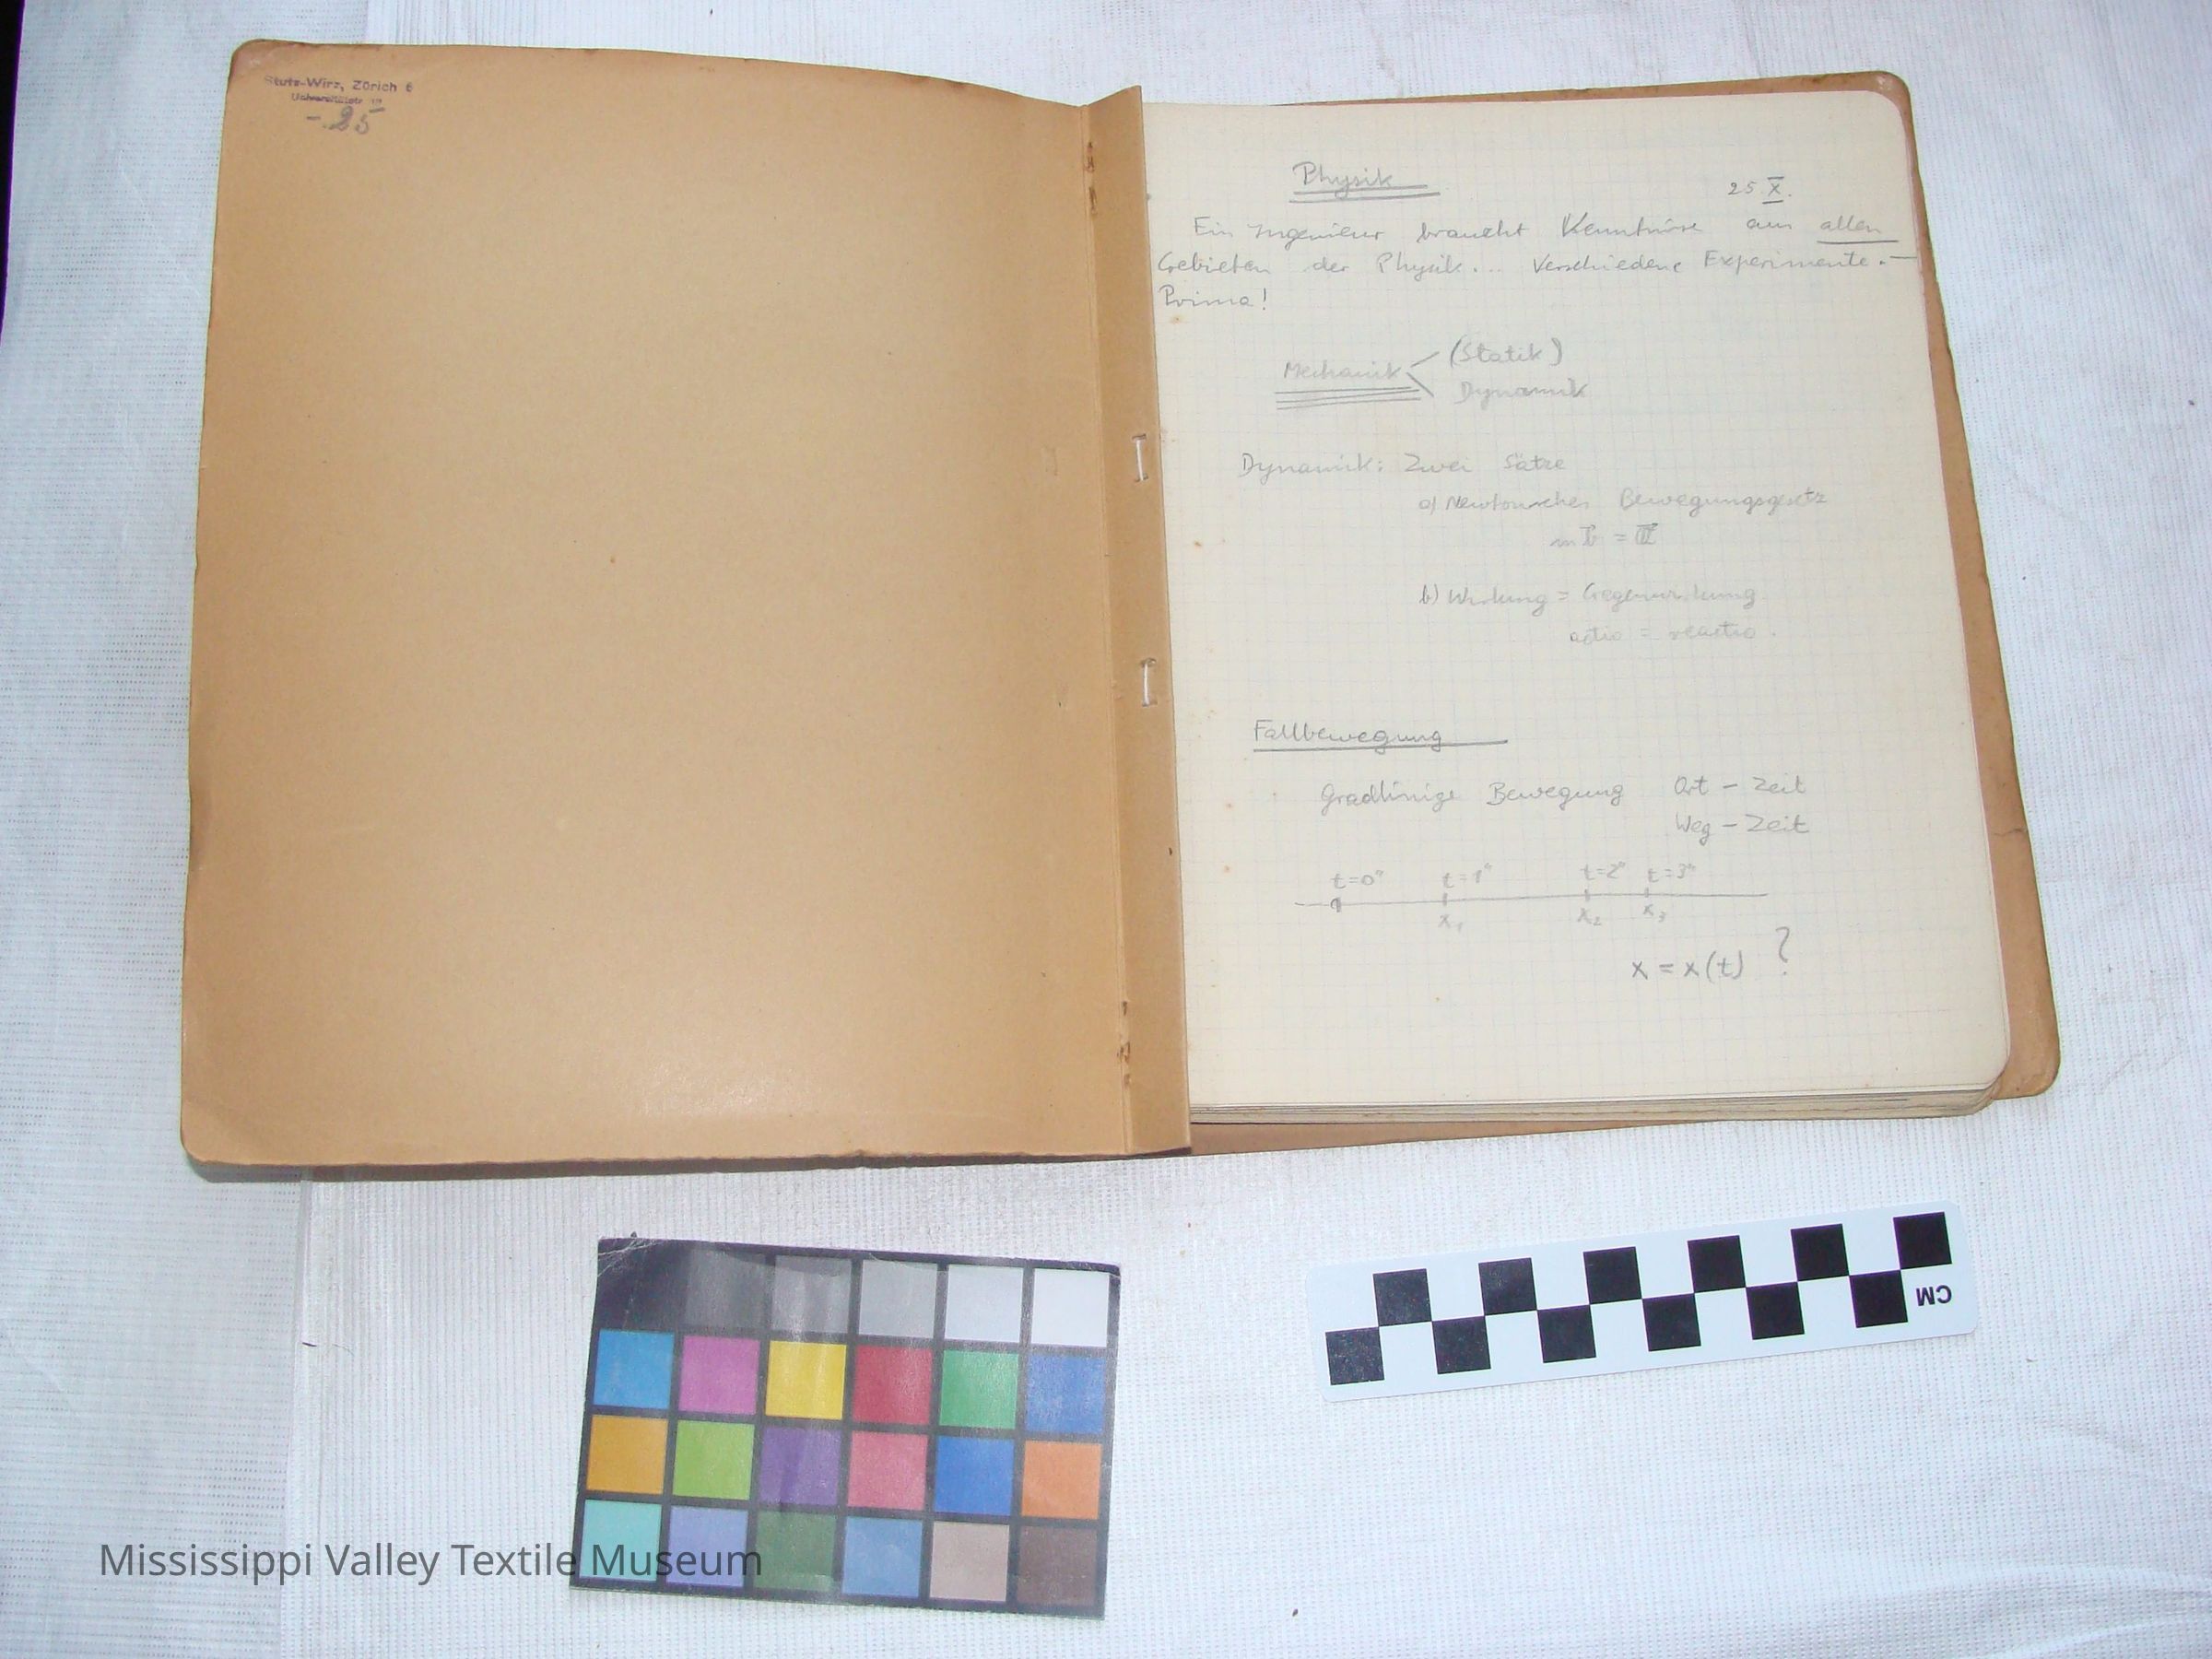 Stutz-Wirz, Zürich 6
Universitätstr.
-.25
Physik
25 X.
Ein Ingenieur braucht Kenntnisse aus allen
Gebieten der Physik... Verschiedene Experimente.—
Prima!
Mechanik
(Statik)
Dynamik
Dynamik: Zwei Sätze
a) Newtonsches Bewegungsgesetz
b) Wirkung = Gegenwirkung
actio = reactio.
Fallbewegung
Gradlinige Bewegung Ort - Zeit
Weg - Zeit
t=0" t=1" t=2" t=3"
x₁ x₂ x₃
x = x(t) ?
CM
Mississippi Valley Textile Museum